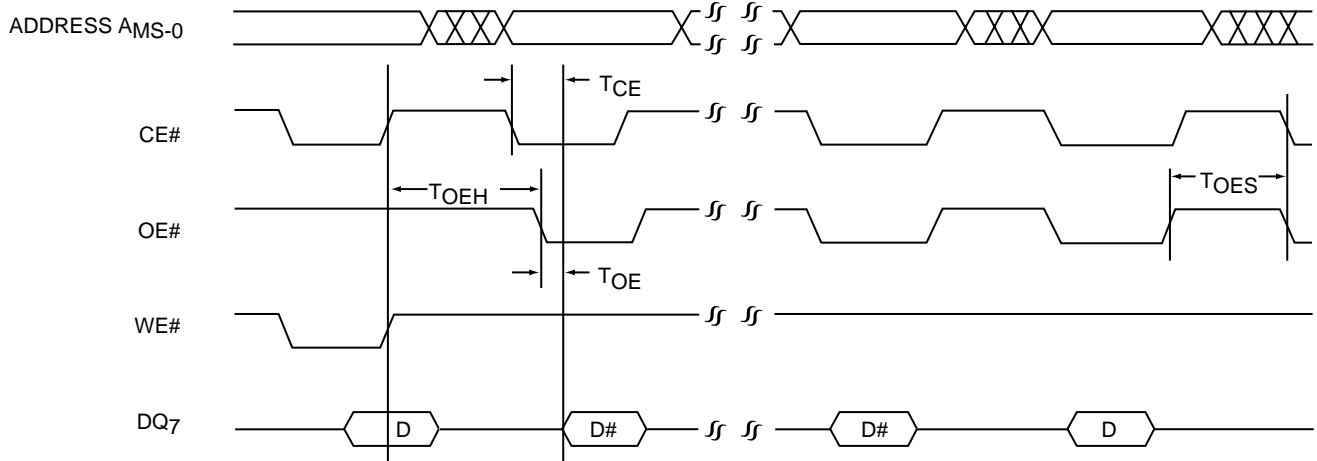 ADDRESS AMS-0
TCE
CE#
TOEH
TOES
OE#
TOE
WE#
DQ7
D
D#
D#
D